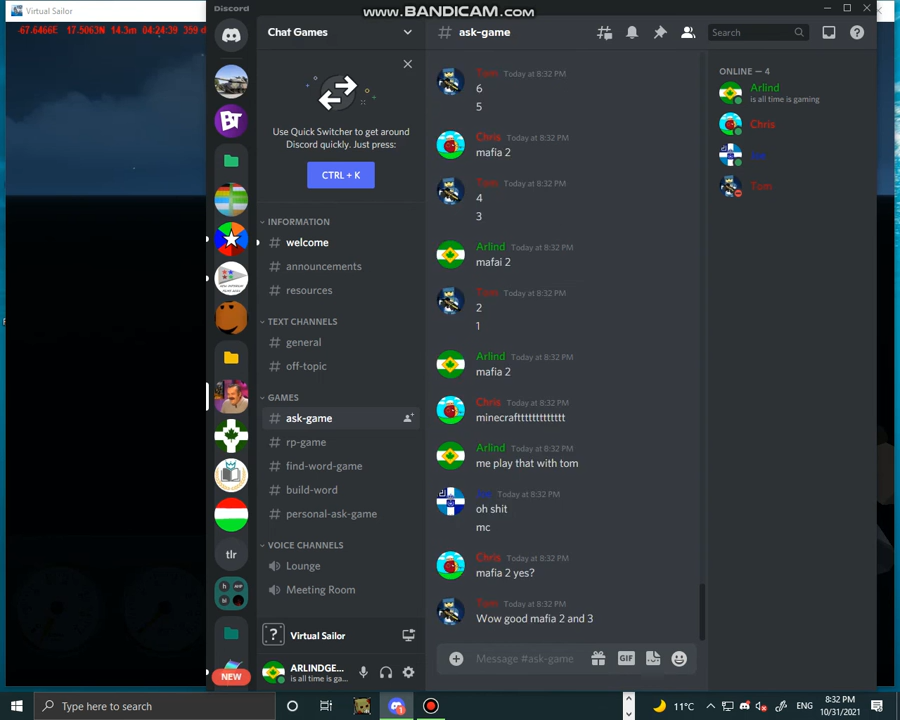 Virtual Sailor
-67.6466E 17.5063N 14.3m 04:24:39 359 d
www.BANDICAM.com
Discord
BT
tlr
NEW
Chat Games
Use Quick Switcher to get around
Discord quickly. Just press:
CTRL + K
INFORMATION
# welcome
# announcements
# resources
TEXT CHANNELS
# general
# off-topic
GAMES
# ask-game
# rp-game
# find-word-game
# build-word
# personal-ask-game
VOICE CHANNELS
Lounge
Meeting Room
? Virtual Sailor
ARLINDGE...
is all time is ga...
# ask-game
Search
Tom Today at 8:32 PM
6
5
Chris Today at 8:32 PM
mafia 2
Tom Today at 8:32 PM
4
3
Arlind Today at 8:32 PM
mafai 2
Tom Today at 8:32 PM
2
1
Arlind Today at 8:32 PM
mafia 2
Chris Today at 8:32 PM
minecrafttttttttttttt
Arlind Today at 8:32 PM
me play that with tom
Today at 8:32 PM
oh shit
mc
Chris Today at 8:32 PM
mafia 2 yes?
Tom Today at 8:32 PM
Wow good mafia 2 and 3
Message #ask-game
GIF
ONLINE — 4
Arlind
is all time is gaming
Chris
Tom
Type here to search
11°C
ENG
8:32 PM
10/31/2021